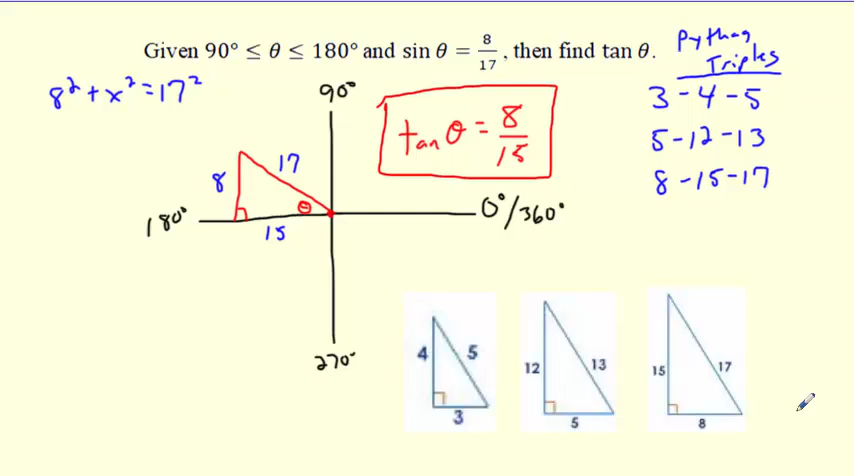 Given 90° ≤ θ ≤ 180° and sin θ = 8/17, then find tan θ.
Pythag
Triples
3 - 4 - 5
5 - 12 - 13
8 - 15 - 17
8² + x² = 17²
90°
tan θ = 8/15
17
8
θ
180°
15
0°/360°
270°
4
5
3
12
13
5
15
17
8